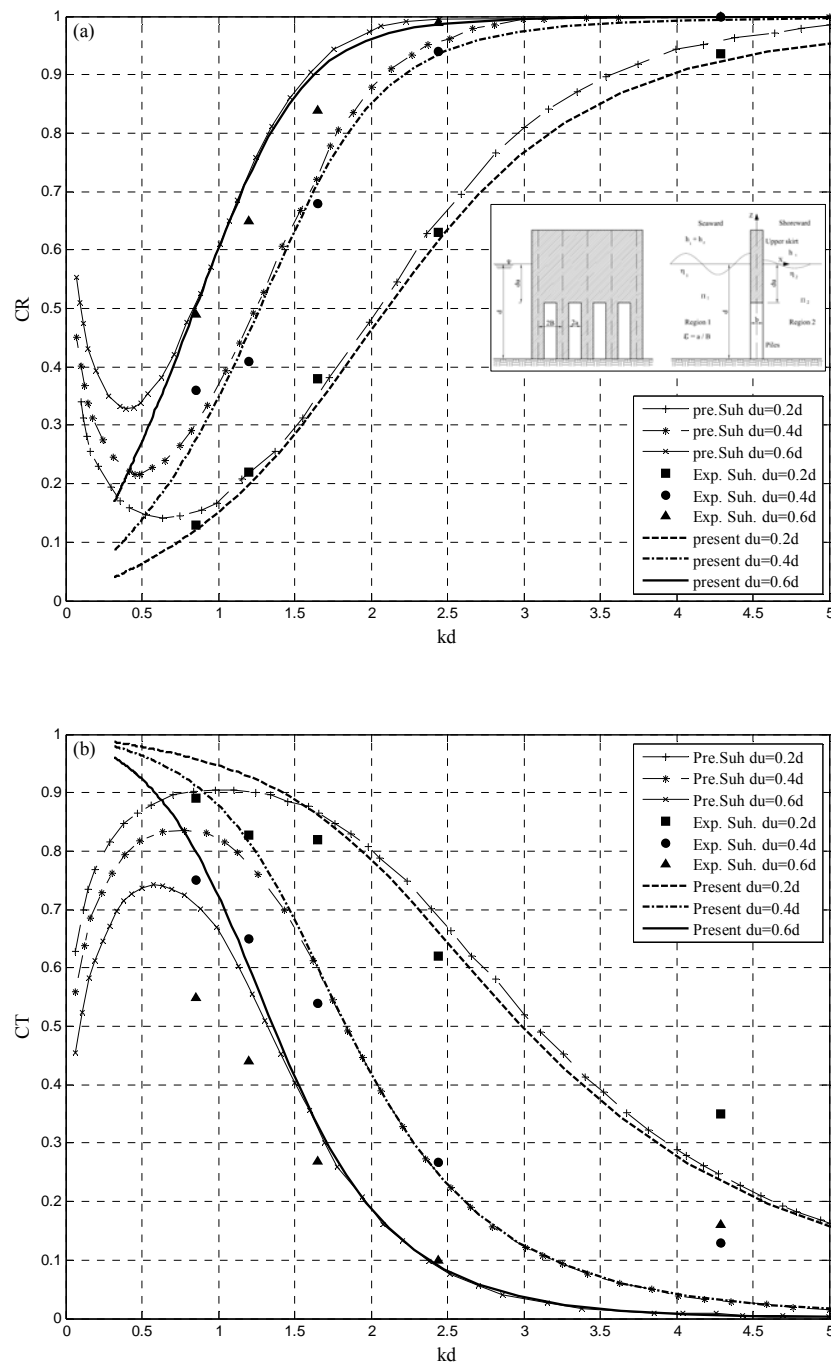 (a)
1
0.9
0.8
0.7
0.6
0.5
0.4
0.3
0.2
0.1
0
CR
0 0.5 1 1.5 2 2.5 3 3.5 4 4.5 5
kd
Seaward Shoreward
Upper skirt
du du
d d
2B 2a
Region 1 Region 2
ε = a / B
Piles
pre.Suh du=0.2d
pre.Suh du=0.4d
pre.Suh du=0.6d
Exp. Suh. du=0.2d
Exp. Suh. du=0.4d
Exp. Suh. du=0.6d
present du=0.2d
present du=0.4d
present du=0.6d
(b)
1
0.9
0.8
0.7
0.6
0.5
0.4
0.3
0.2
0.1
0
CT
Pre.Suh du=0.2d
Pre.Suh du=0.4d
Pre.Suh du=0.6d
Exp. Suh. du=0.2d
Exp. Suh. du=0.4d
Exp. Suh. du=0.6d
Present du=0.2d
Present du=0.4d
Present du=0.6d
0 0.5 1 1.5 2 2.5 3 3.5 4 4.5 5
kd